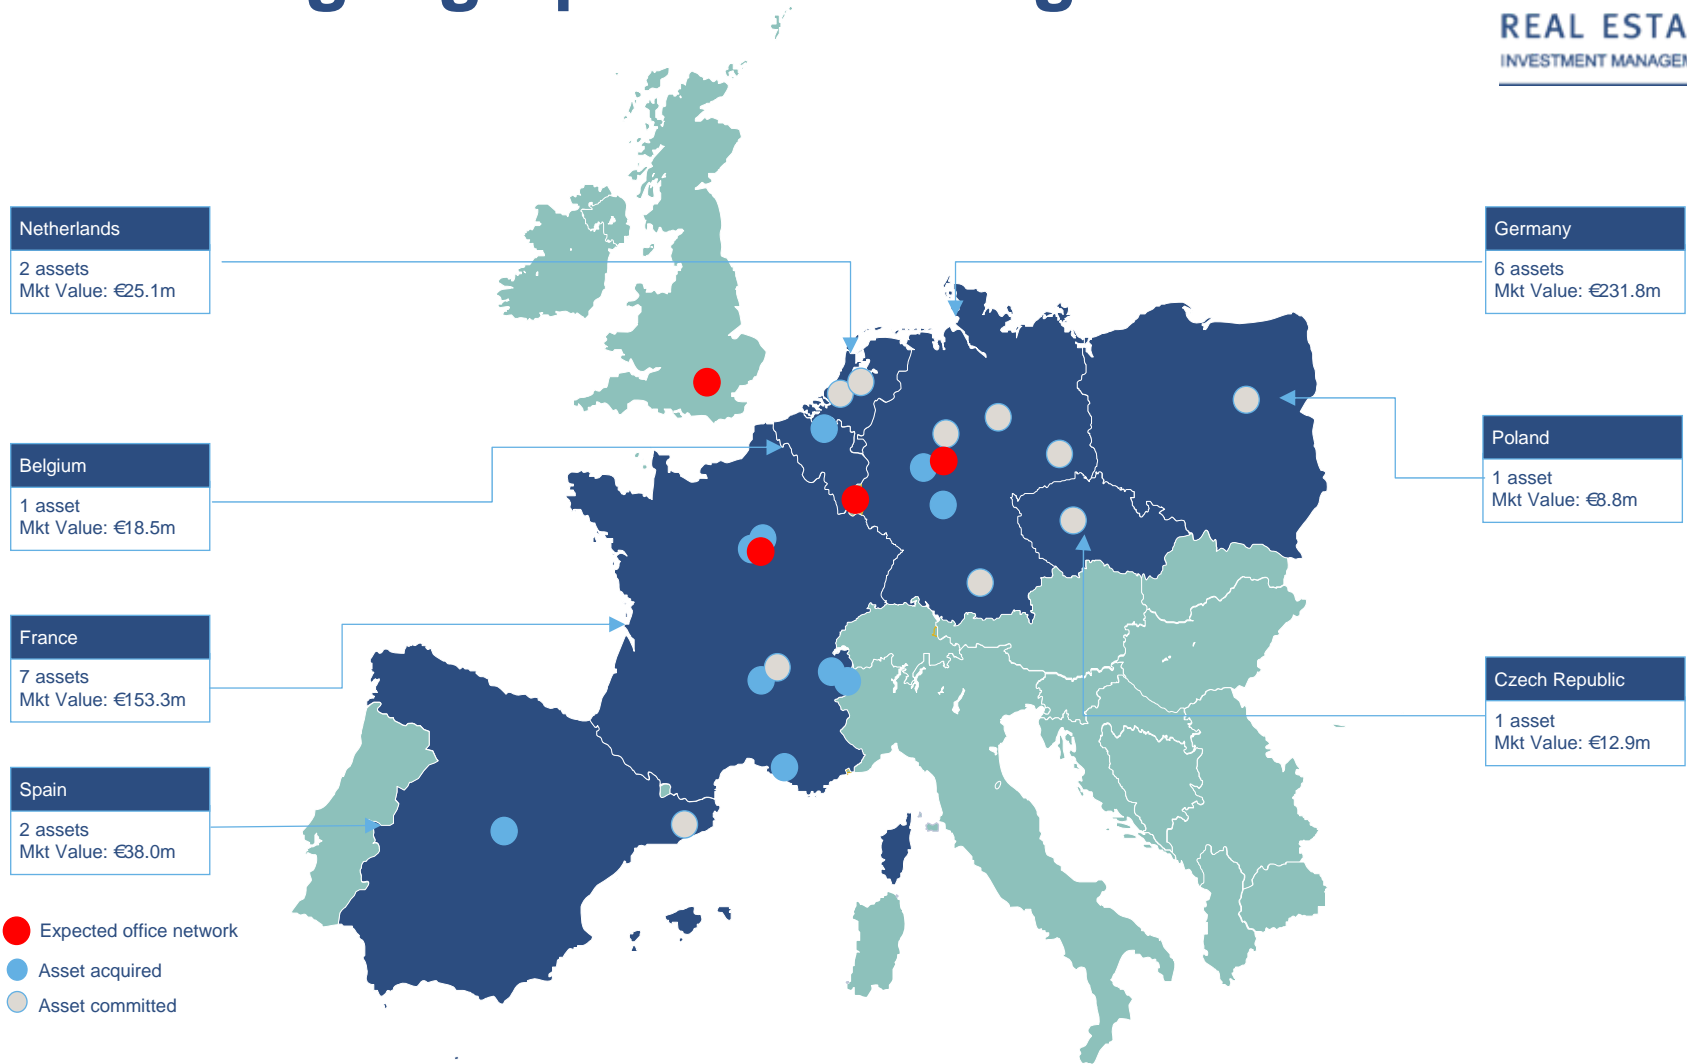 REAL ESTA
INVESTMENT MANAGEM
Netherlands
2 assets
Mkt Value: €25.1m
Germany
6 assets
Mkt Value: €231.8m
Belgium
1 asset
Mkt Value: €18.5m
Poland
1 asset
Mkt Value: €8.8m
France
7 assets
Mkt Value: €153.3m
Czech Republic
1 asset
Mkt Value: €12.9m
Spain
2 assets
Mkt Value: €38.0m
Expected office network
Asset acquired
Asset committed